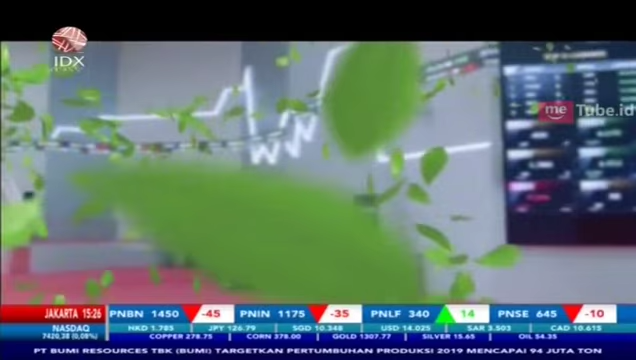 IDX
me Tube.id
JAKARTA 15:26 PNBN 1450 -45 PNIN 1175 -35 PNLF 340 14 PNSE 645 -10
NASDAQ HKD 1.785 JPY 126.79 SGD 10.348 USD 14.025 SAR 3.503 CAD 10.615
7420,38 (0,09%) COPPER 278.75 CORN 378.00 GOLD 1307.77 SILVER 15.65 OIL 54.35
PT BUMI RESOURCES TBK (BUMI) TARGETKAN PERTUMBUHAN PRODUKSI 2019 MENCAPAI 94 JUTA TON